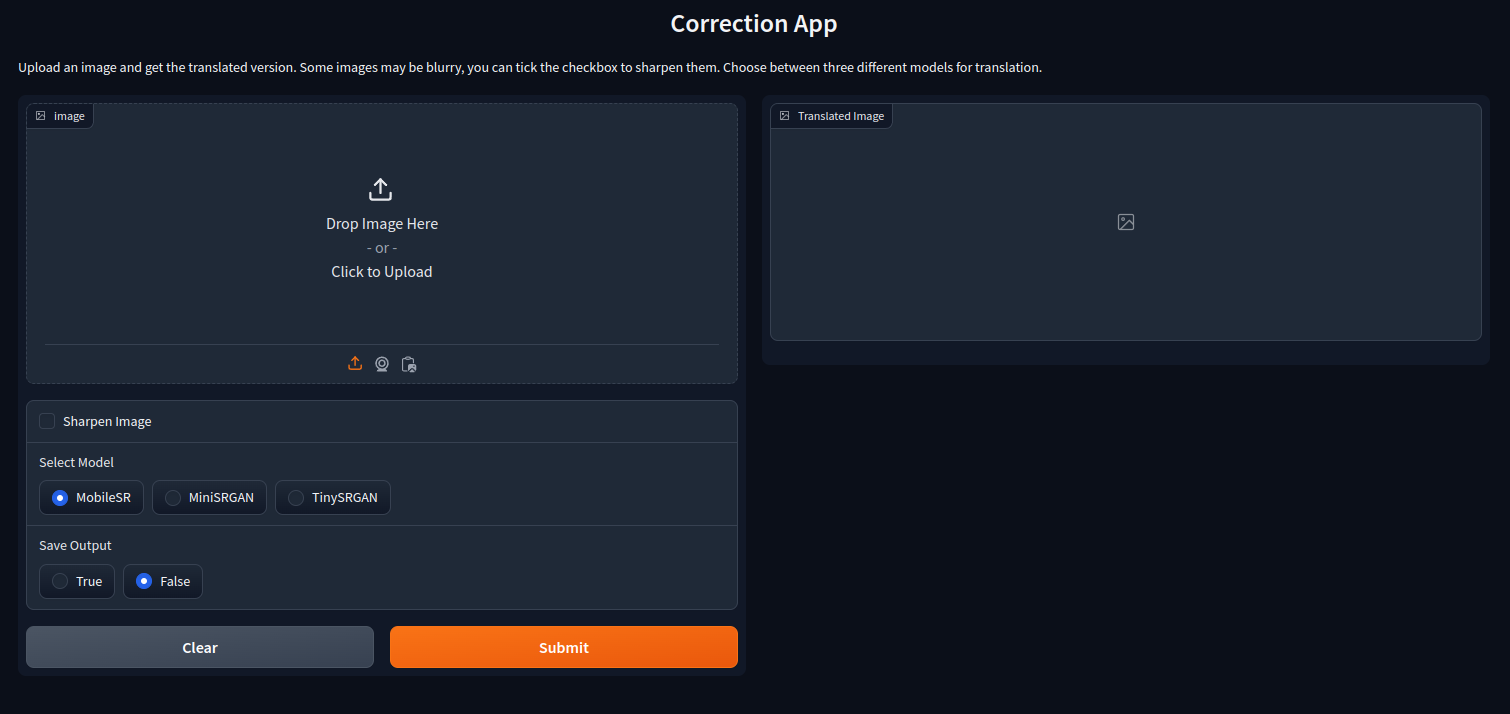 Correction App
Upload an image and get the translated version. Some images may be blurry, you can tick the checkbox to sharpen them. Choose between three different models for translation.
image
Drop Image Here
- or -
Click to Upload
Translated Image
Sharpen Image
Select Model
MobileSR MiniSRGAN TinySRGAN
Save Output
True False
Clear Submit